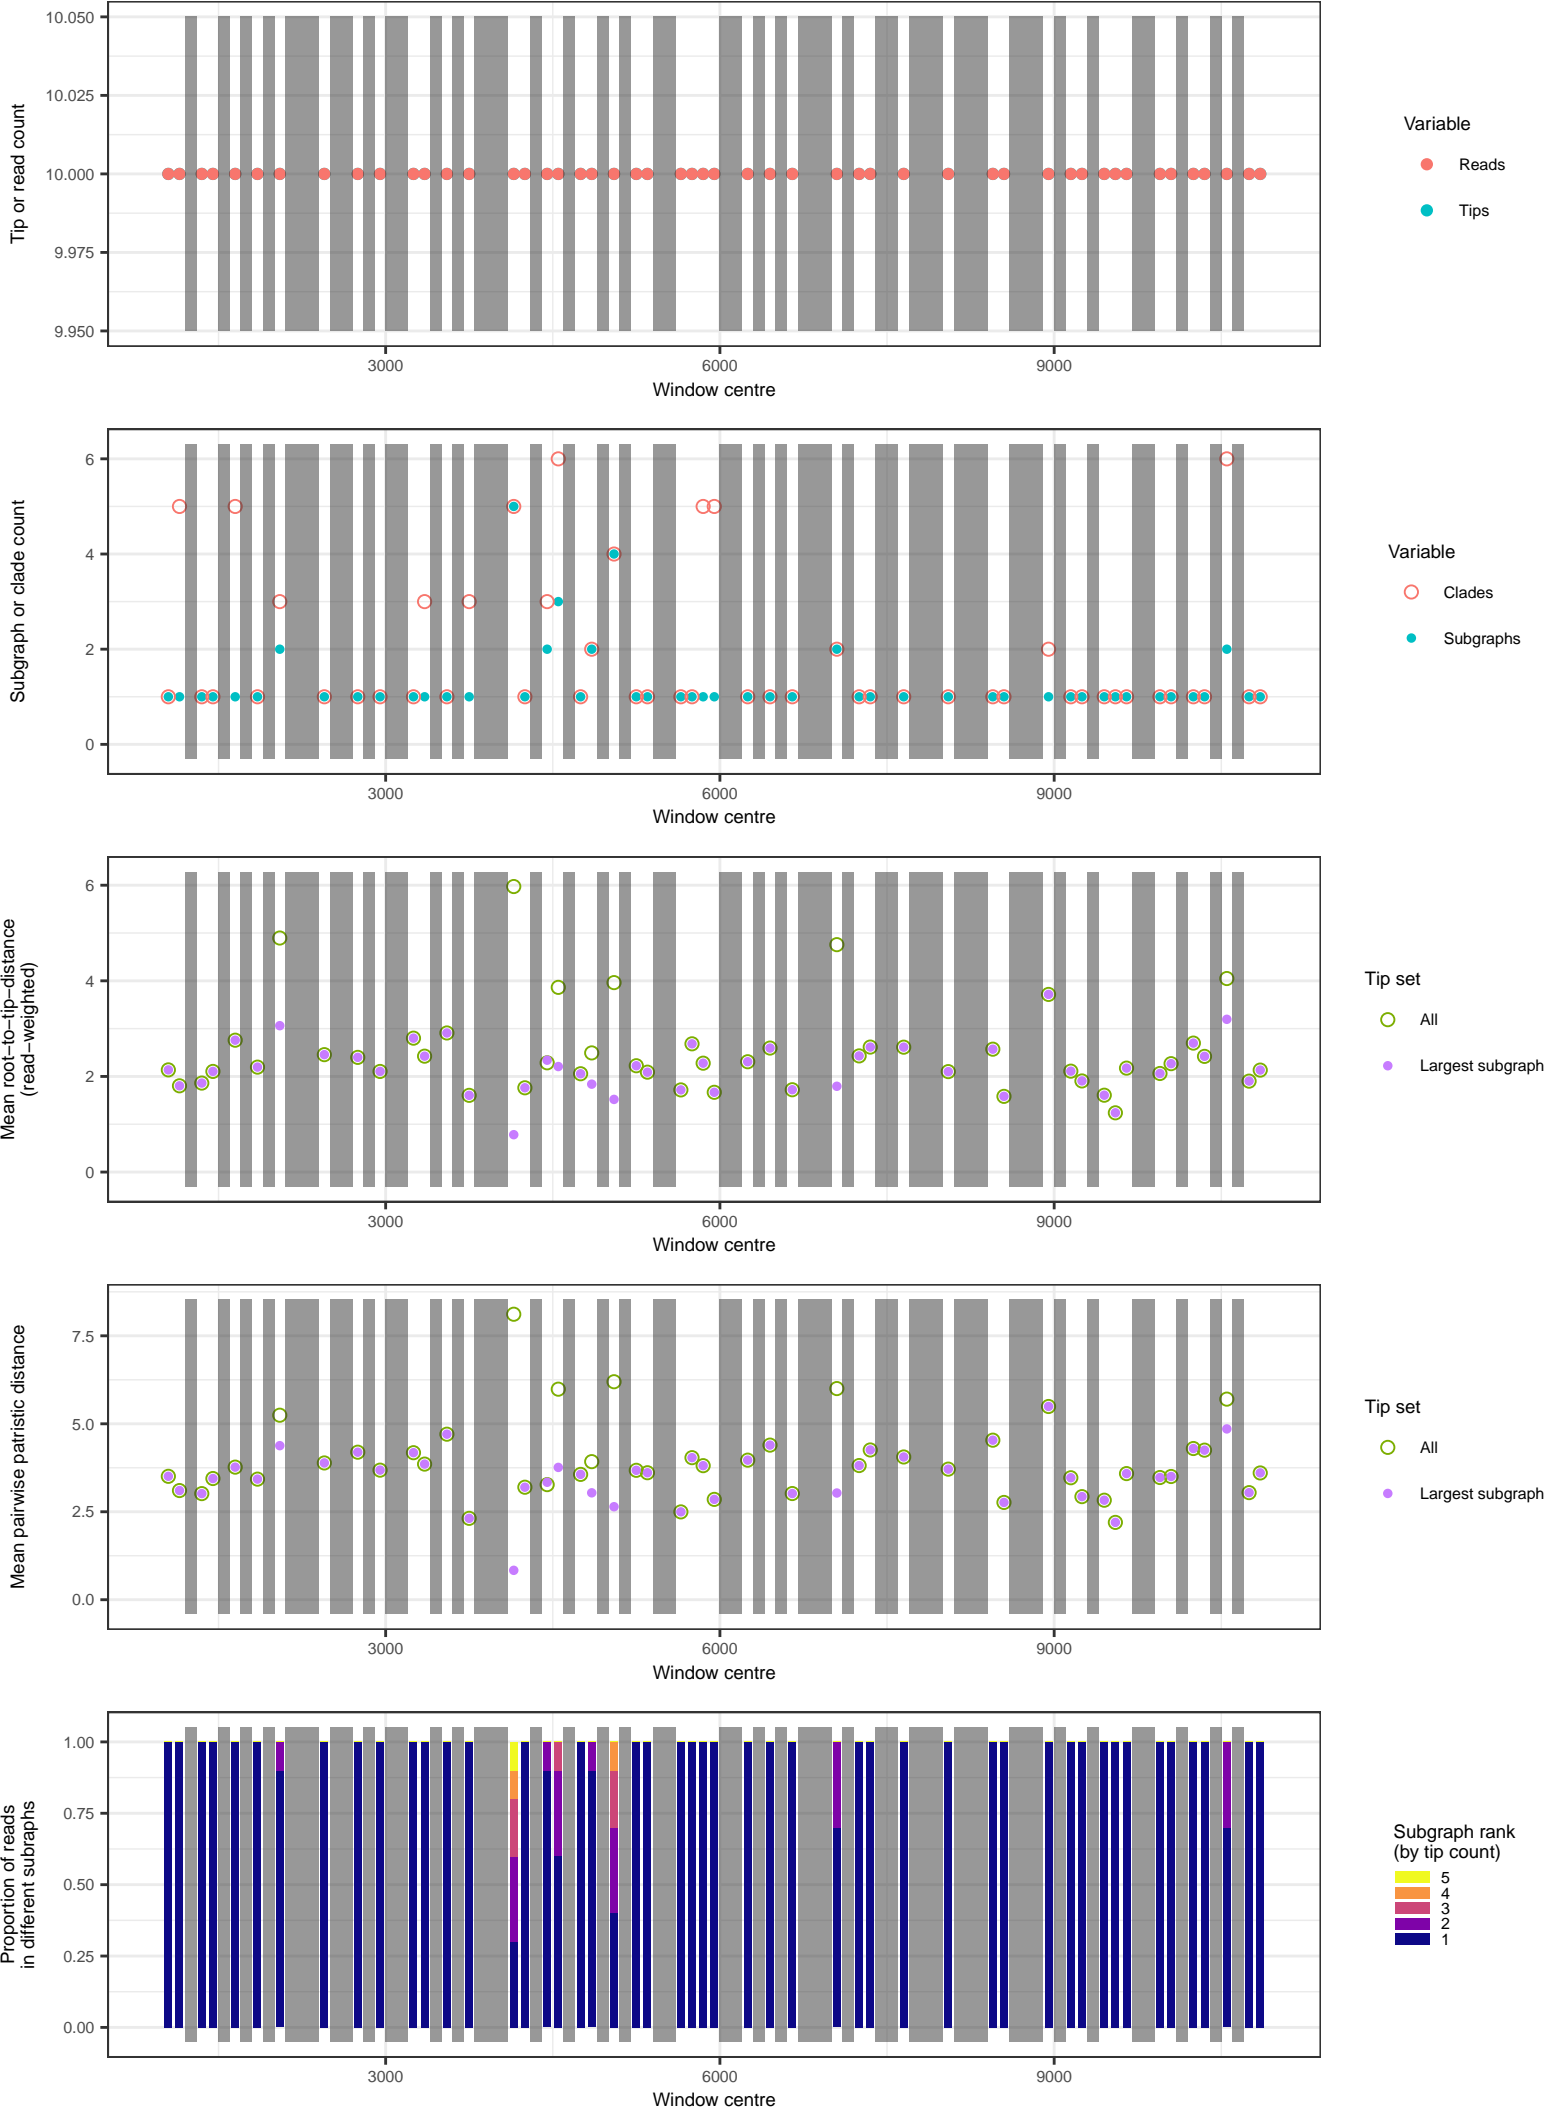 10.050
10.025
10.000
9.975
9.950
Tip or read count
3000
6000
9000
Window centre
Variable
Reads
Tips
6
4
2
0
Subgraph or clade count
3000
6000
9000
Window centre
Variable
Clades
Subgraphs
6
4
2
0
Mean root−to−tip−distance
(read−weighted)
3000
6000
9000
Window centre
Tip set
All
Largest subgraph
7.5
5.0
2.5
0.0
Mean pairwise patristic distance
3000
6000
9000
Window centre
Tip set
All
Largest subgraph
1.00
0.75
0.50
0.25
0.00
Proportion of reads
in different subraphs
3000
6000
9000
Window centre
Subgraph rank
(by tip count)
5
4
3
2
1